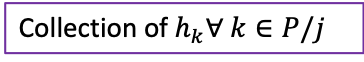 Collection of hₖ∀ k ∈ P/j